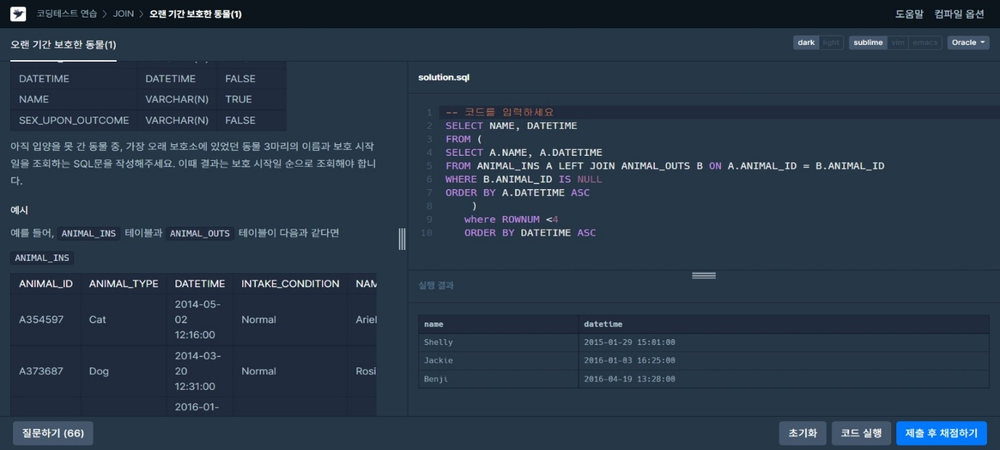 코딩테스트 연습 > JOIN > 오랜 기간 보호한 동물(1)
도움말 컴파일 옵션
오랜 기간 보호한 동물(1)
dark light sublime vim emacs Oracle
DATETIME DATETIME FALSE
NAME VARCHAR(N) TRUE
SEX_UPON_OUTCOME VARCHAR(N) FALSE
아직 입양을 못 간 동물 중, 가장 오래 보호소에 있었던 동물 3마리의 이름과 보호 시작
일을 조회하는 SQL문을 작성해주세요. 이때 결과는 보호 시작일 순으로 조회해야 합니
다.
예시
예를 들어, ANIMAL_INS 테이블과 ANIMAL_OUTS 테이블이 다음과 같다면
ANIMAL_INS
ANIMAL_ID ANIMAL_TYPE DATETIME INTAKE_CONDITION NAM
A354597 Cat 2014-05-
02
12:16:00 Normal Ariel
A373687 Dog 2014-03-
20
12:31:00 Normal Rosi
2016-01-
solution.sql
1 -- 코드를 입력하세요
2 SELECT NAME, DATETIME
3 FROM (
4 SELECT A.NAME, A.DATETIME
5 FROM ANIMAL_INS A LEFT JOIN ANIMAL_OUTS B ON A.ANIMAL_ID = B.ANIMAL_ID
6 WHERE B.ANIMAL_ID IS NULL
7 ORDER BY A.DATETIME ASC
8 )
9 where ROWNUM <4
10 ORDER BY DATETIME ASC
실행 결과
name datetime
Shelly 2015-01-29 15:01:00
Jackie 2016-01-03 16:25:00
Benji 2016-04-19 13:28:00
질문하기 (66)
초기화 코드 실행 제출 후 채점하기